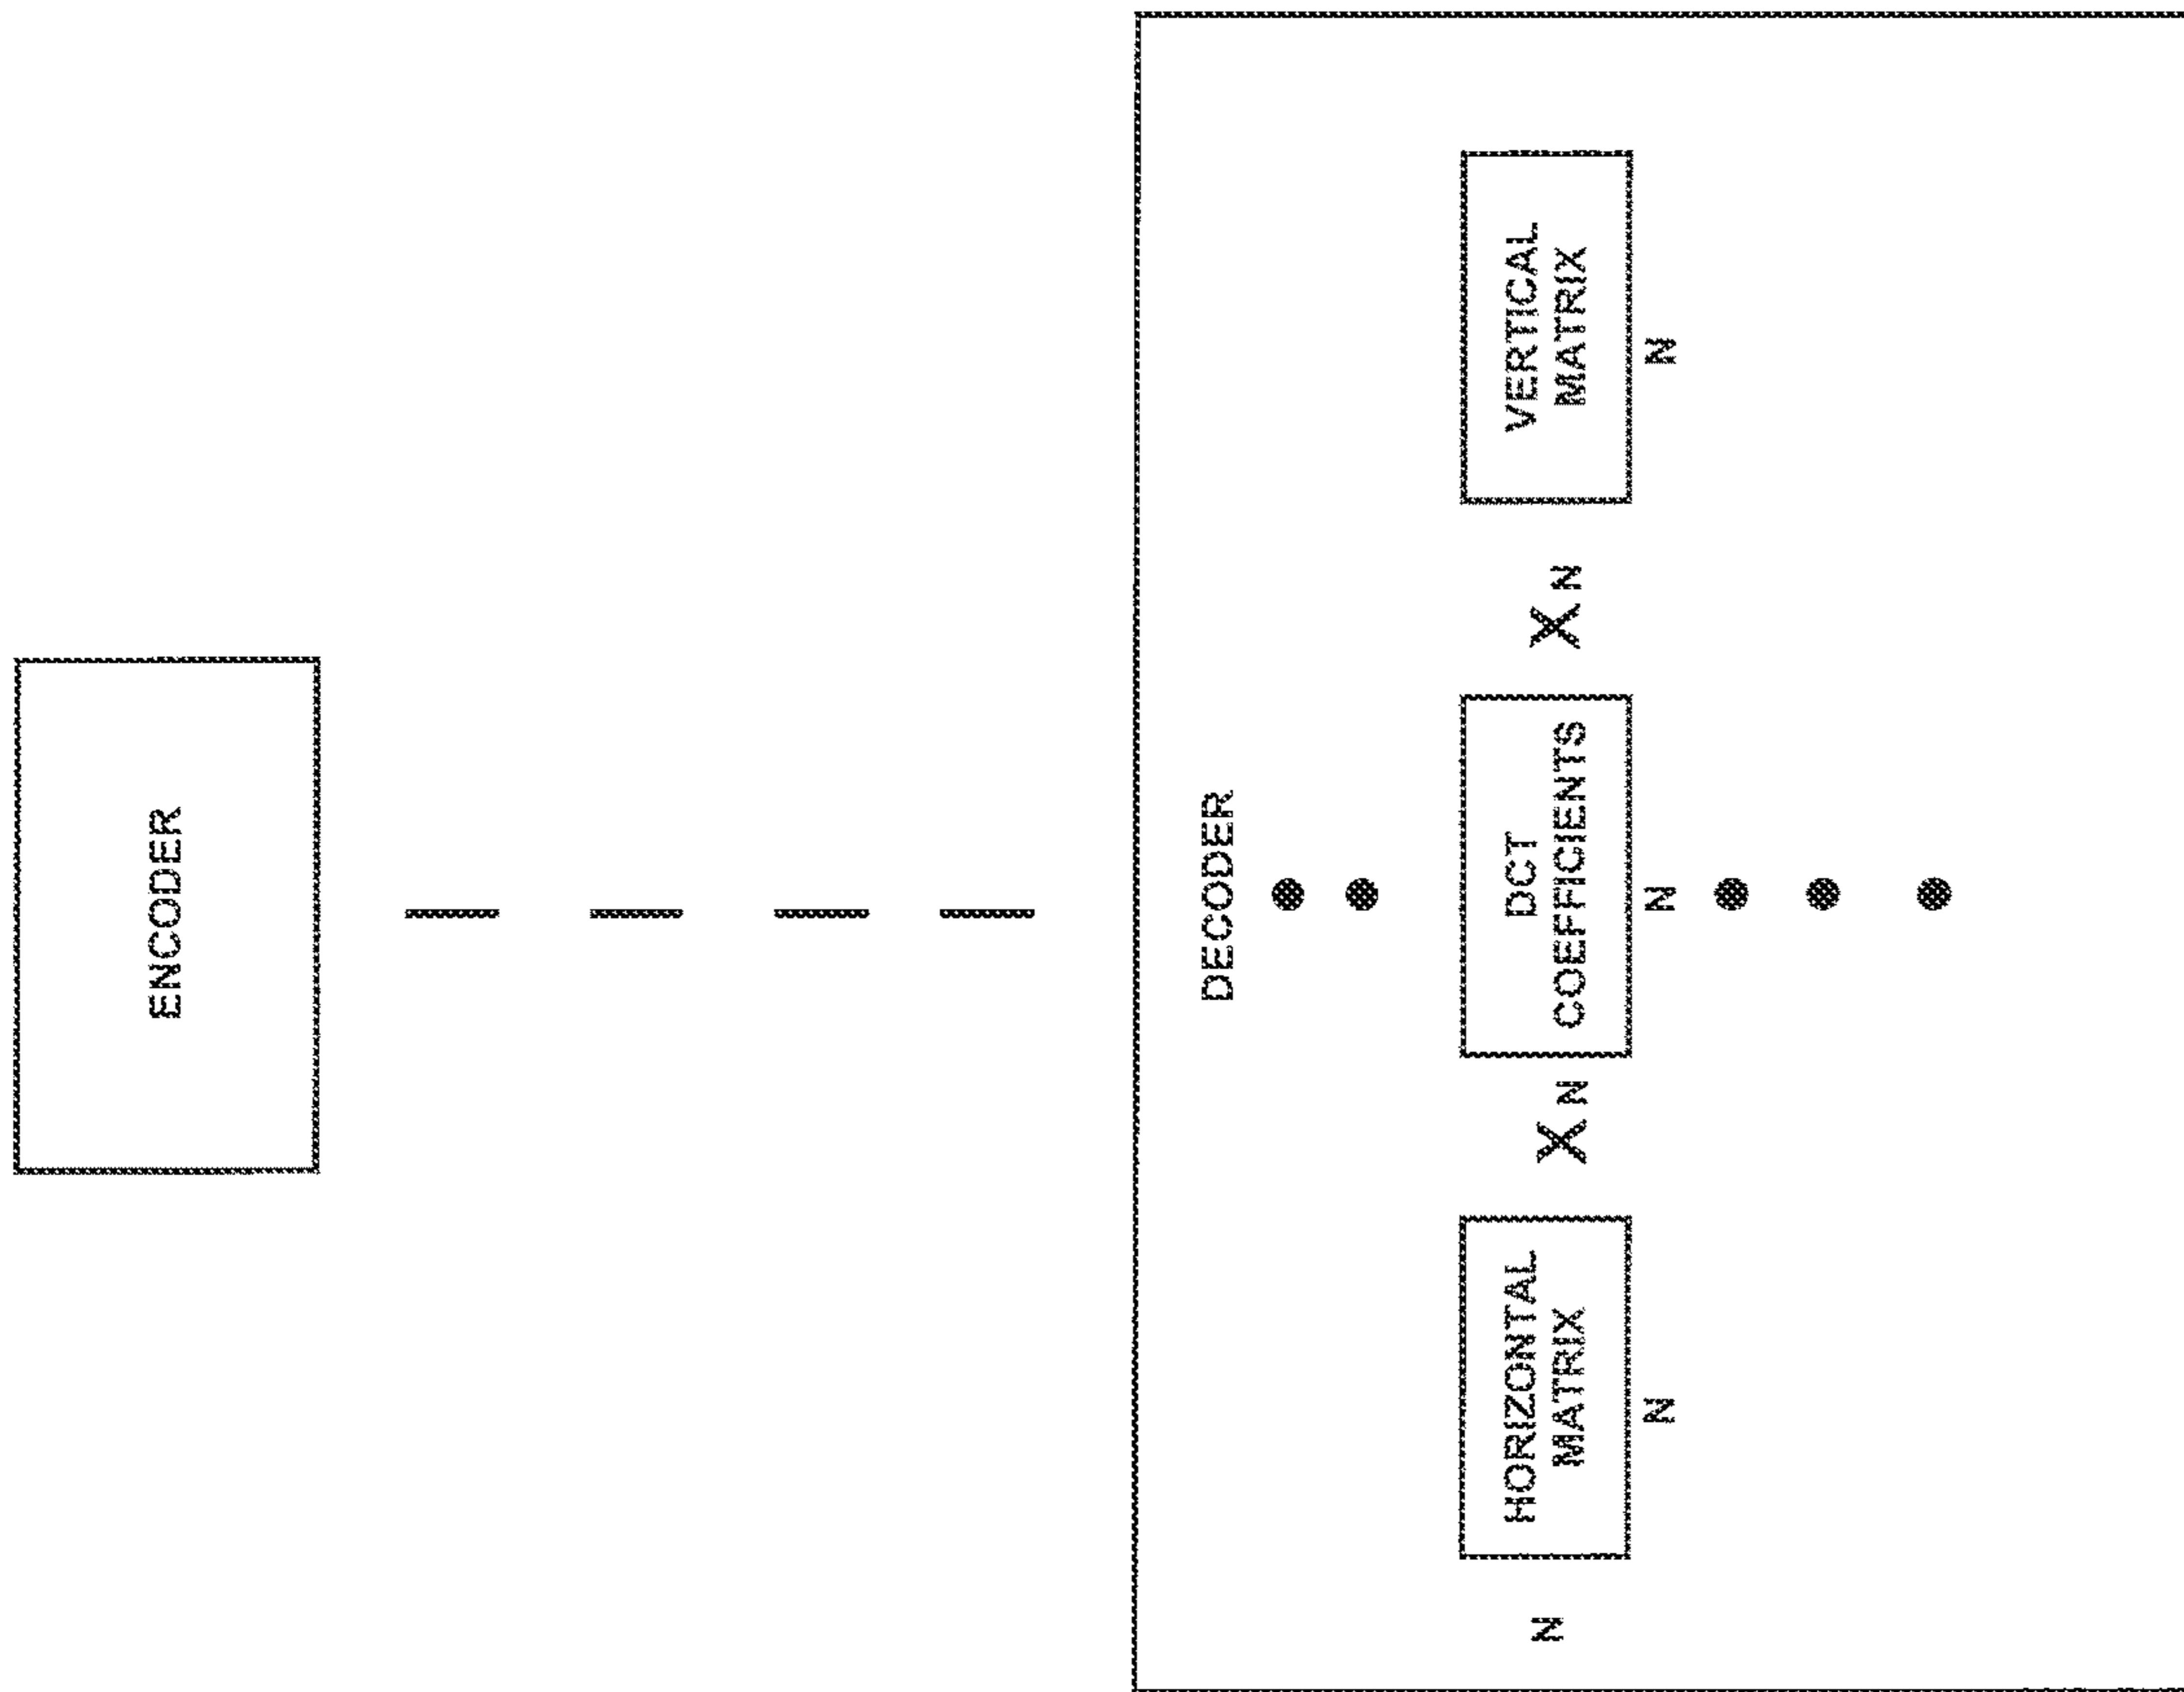 ENCODER
DECODER
N
HORIZONTAL
MATRIX
N
X N
DCT
COEFFICIENTS
N
X N
VERTICAL
MATRIX
N